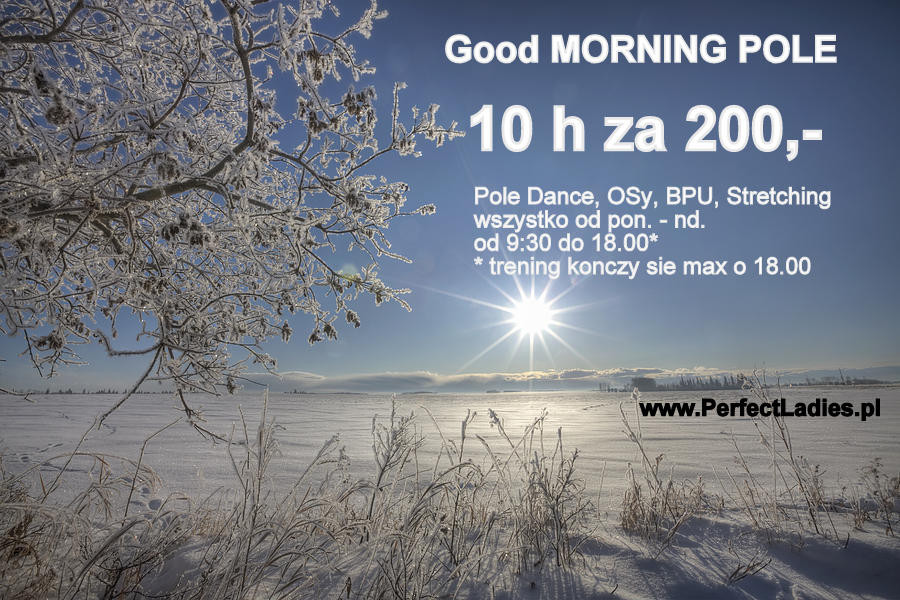 Good MORNING POLE
10 h za 200,-
Pole Dance, OSy, BPU, Stretching
wszystko od pon. - nd.
od 9:30 do 18.00*
* trening konczy sie max o 18.00
www.PerfectLadies.pl